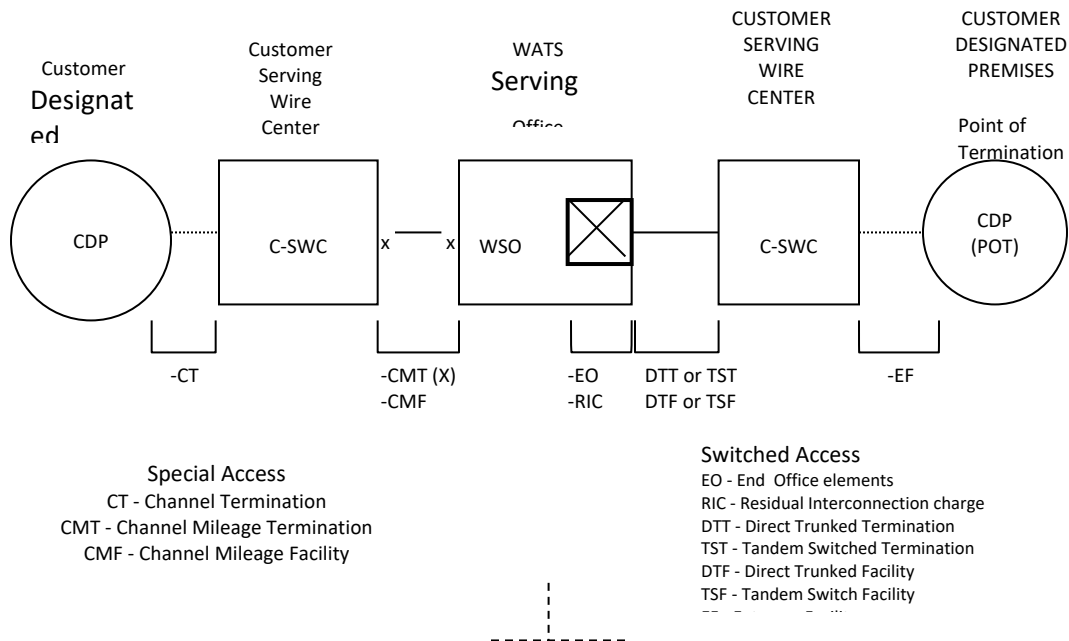 Customer
Designat
ed
Customer
Serving
Wire
Center
WATS
Serving
Office
CUSTOMER
SERVING
WIRE
CENTER
CUSTOMER
DESIGNATED
PREMISES
Point of
Termination
CDP
C-SWC
x
x
WSO
C-SWC
CDP
(POT)
-CT
-CMT (X)
-CMF
-EO
-RIC
DTT or TST
DTF or TSF
-EF
Special Access
CT - Channel Termination
CMT - Channel Mileage Termination
CMF - Channel Mileage Facility
Switched Access
EO - End Office elements
RIC - Residual Interconnection charge
DTT - Direct Trunked Termination
TST - Tandem Switched Termination
DTF - Direct Trunked Facility
TSF - Tandem Switch Facility